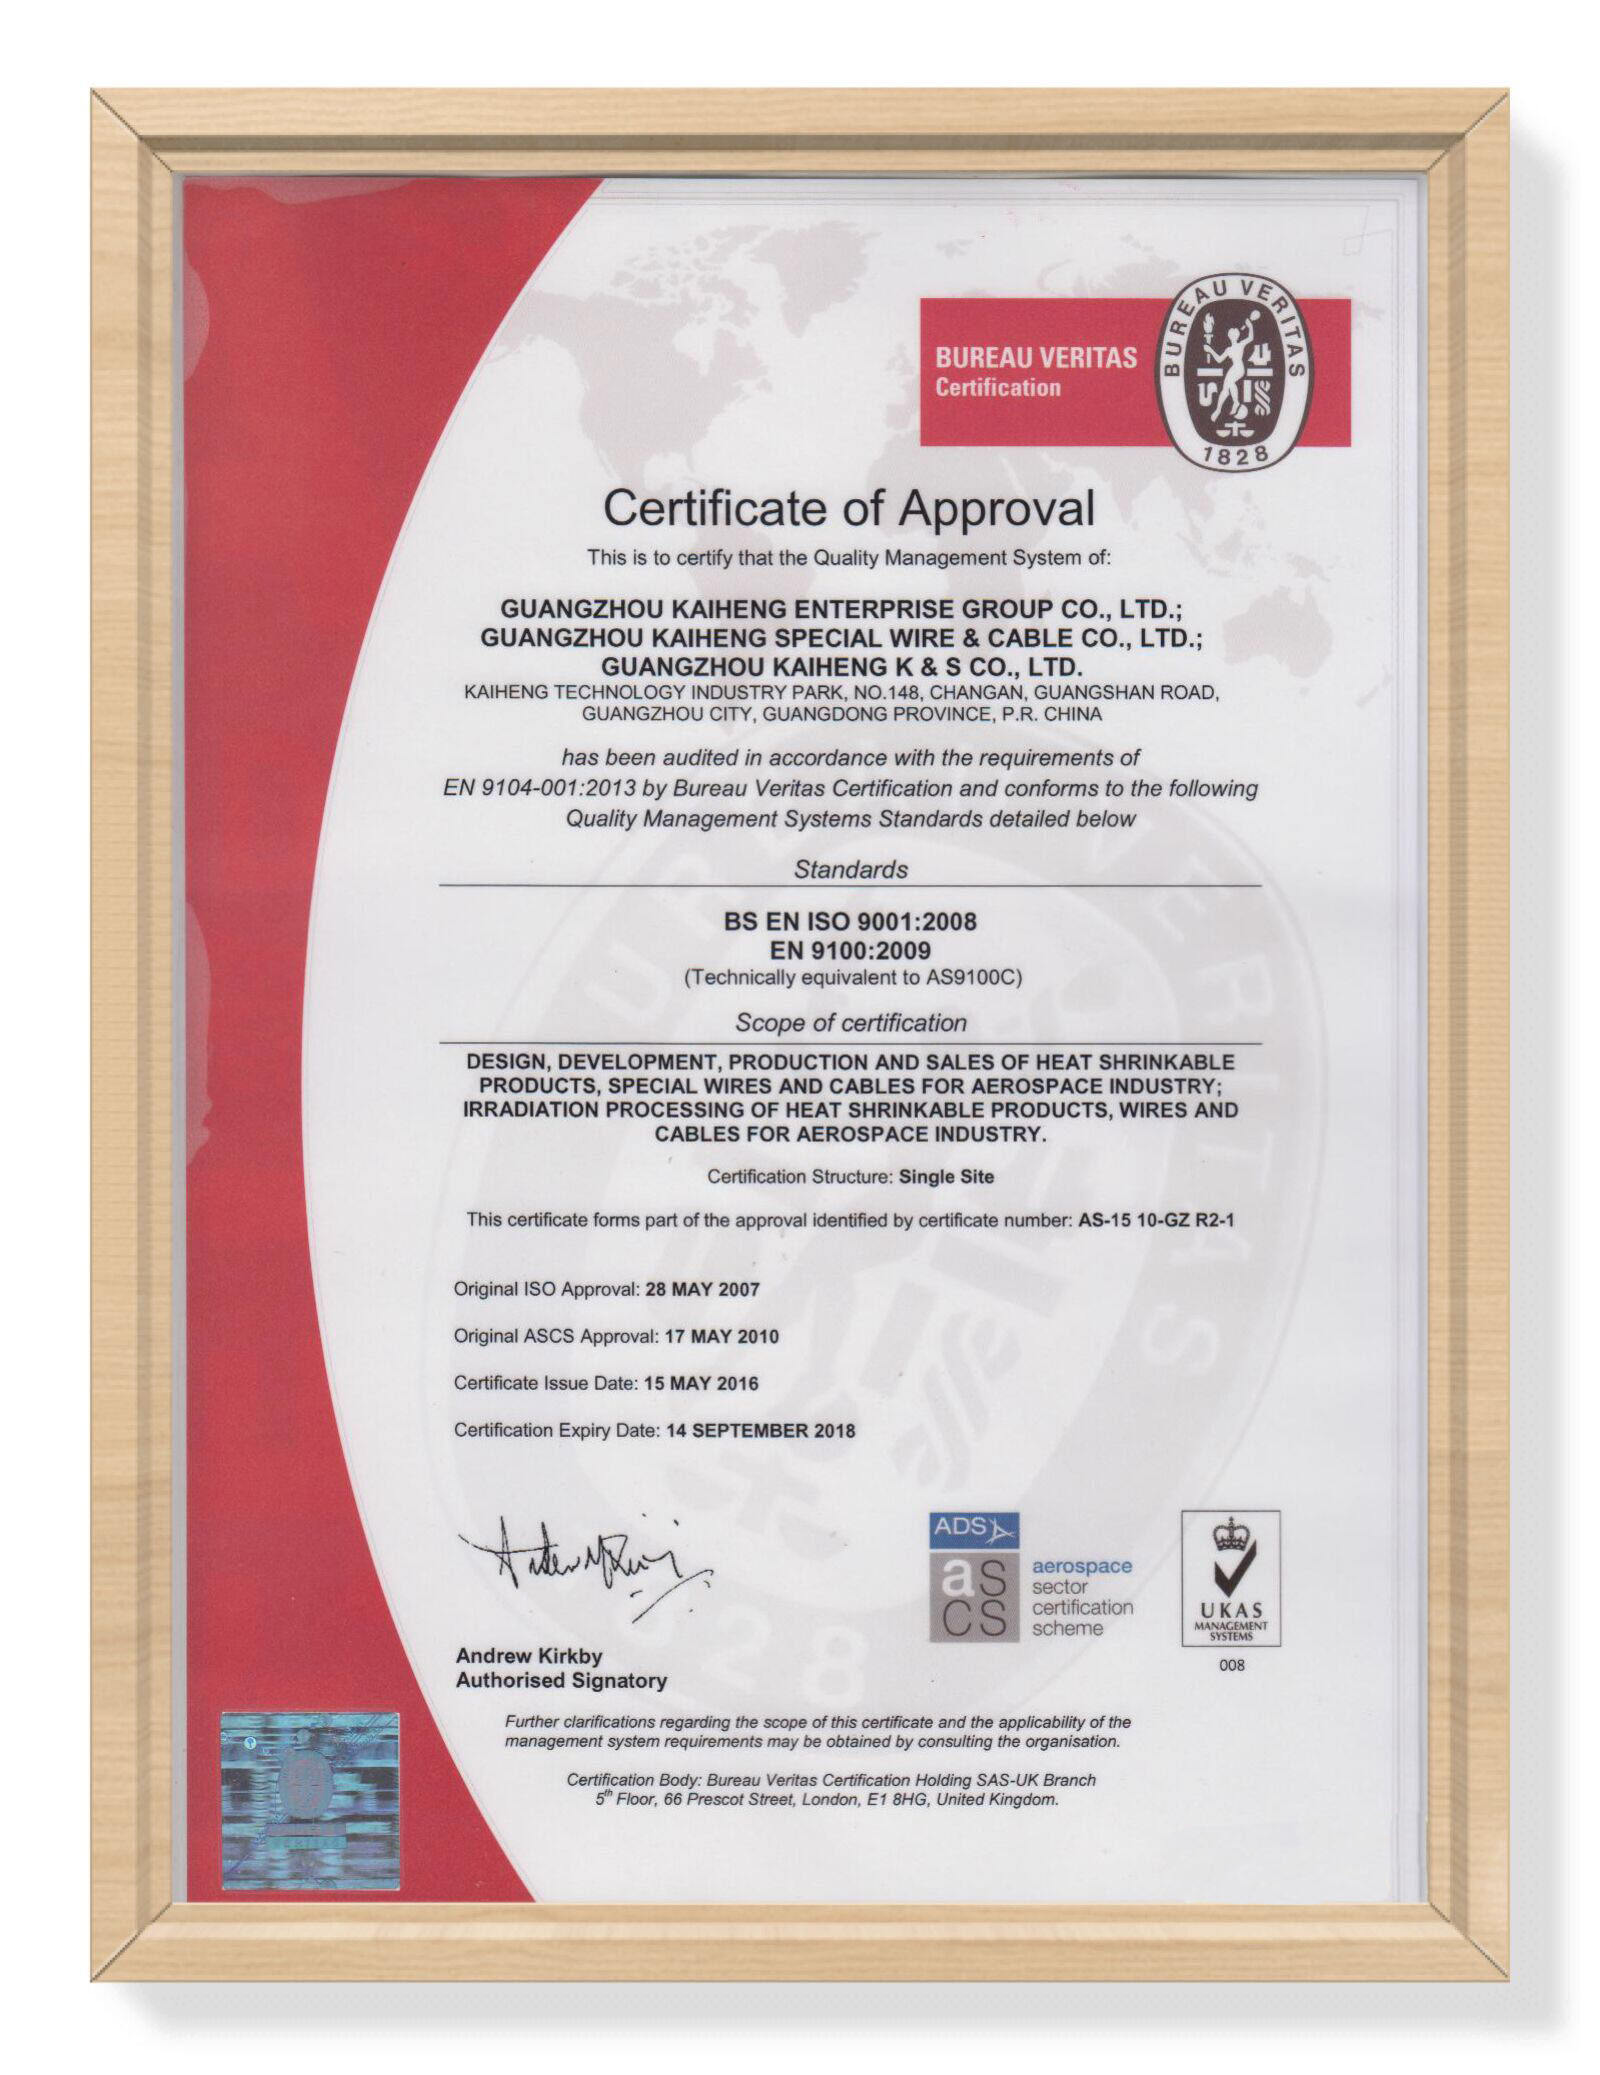 BUREAU VERITAS
Certification
BUREAU VERITAS
1828
Certificate of Approval
This is to certify that the Quality Management System of:
GUANGZHOU KAIHENG ENTERPRISE GROUP CO., LTD.;
GUANGZHOU KAIHENG SPECIAL WIRE & CABLE CO., LTD.;
GUANGZHOU KAIHENG K & S CO., LTD.
KAIHENG TECHNOLOGY INDUSTRY PARK, NO.148, CHANGAN, GUANGSHAN ROAD,
GUANGZHOU CITY, GUANGDONG PROVINCE, P.R. CHINA
has been audited in accordance with the requirements of
EN 9104-001:2013 by Bureau Veritas Certification and conforms to the following
Quality Management Systems Standards detailed below
Standards
BS EN ISO 9001:2008
EN 9100:2009
(Technically equivalent to AS9100C)
Scope of certification
DESIGN, DEVELOPMENT, PRODUCTION AND SALES OF HEAT SHRINKABLE
PRODUCTS, SPECIAL WIRES AND CABLES FOR AEROSPACE INDUSTRY;
IRRADIATION PROCESSING OF HEAT SHRINKABLE PRODUCTS, WIRES AND
CABLES FOR AEROSPACE INDUSTRY.
Certification Structure: Single Site
This certificate forms part of the approval identified by certificate number: AS-15 10-GZ R2-1
Original ISO Approval: 28 MAY 2007
Original ASCS Approval: 17 MAY 2010
Certificate Issue Date: 15 MAY 2016
Certification Expiry Date: 14 SEPTEMBER 2018
ADS
as
CS
aerospace
sector
certification
scheme
UKAS
MANAGEMENT
SYSTEMS
008
Andrew Kirkby
Authorised Signatory
Further clarifications regarding the scope of this certificate and the applicability of the
management system requirements may be obtained by consulting the organisation.
Certification Body: Bureau Veritas Certification Holding SAS-UK Branch
5th Floor, 66 Prescot Street, London, E1 8HG, United Kingdom.